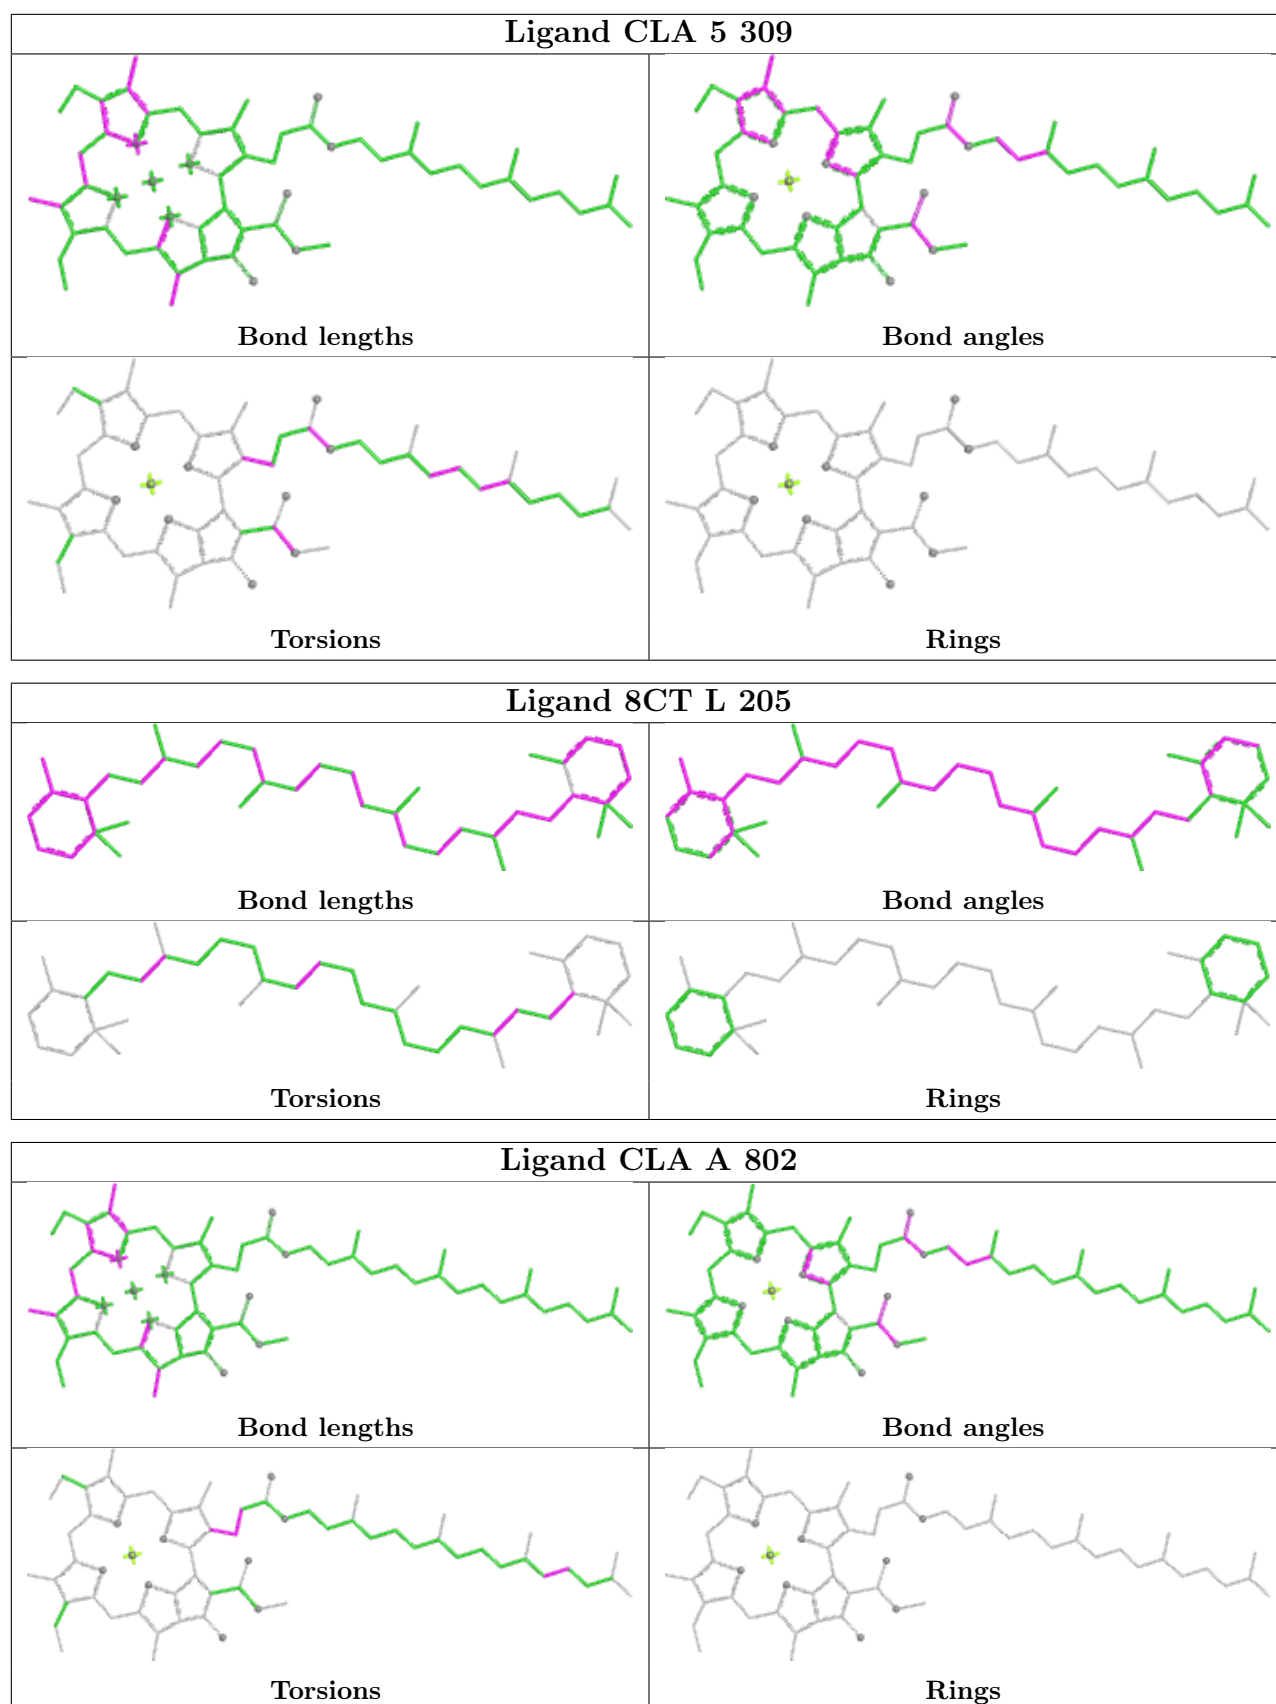 Ligand CLA 5 309
Bond lengths
Bond angles
Torsions
Rings
Ligand 8CT L 205
Bond lengths
Bond angles
Torsions
Rings
Ligand CLA A 802
Bond lengths
Bond angles
Torsions
Rings